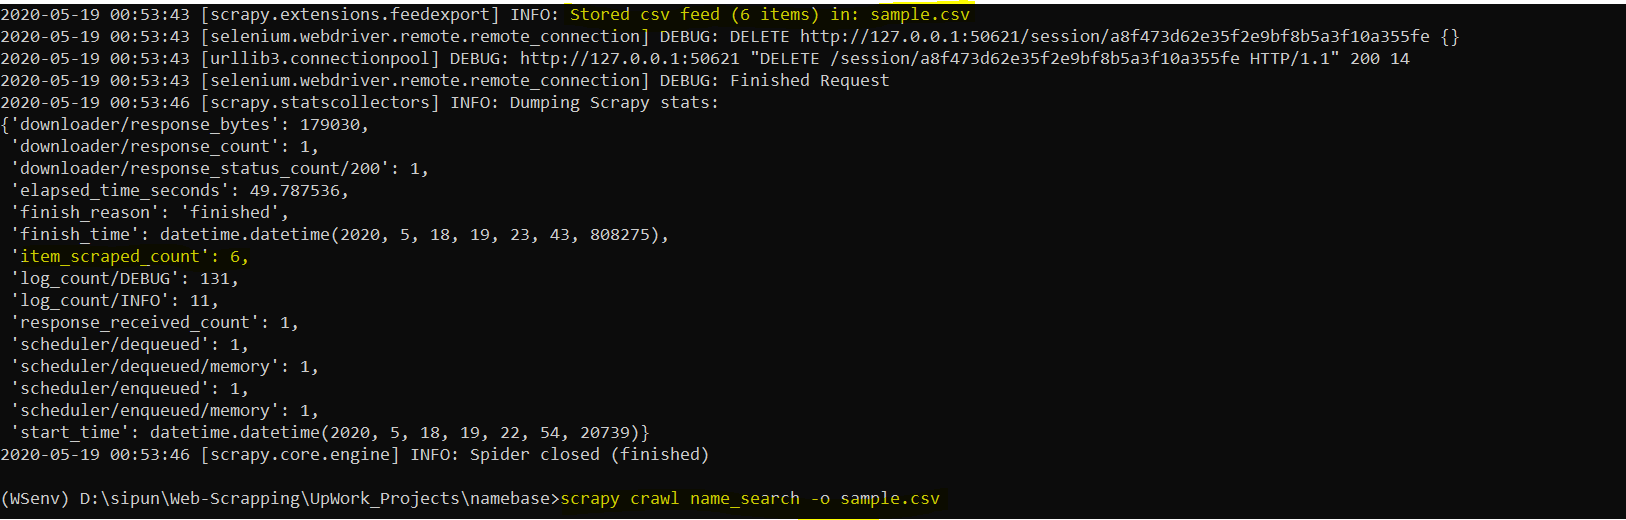 2020-05-19 00:53:43 [scrapy.extensions.feedexport] INFO: Stored csv feed (6 items) in: sample.csv
2020-05-19 00:53:43 [selenium.webdriver.remote.remote_connection] DEBUG: DELETE http://127.0.0.1:50621/session/a8f473d62e35f2e9bf8b5a3f10a355fe {}
2020-05-19 00:53:43 [urllib3.connectionpool] DEBUG: http://127.0.0.1:50621 "DELETE /session/a8f473d62e35f2e9bf8b5a3f10a355fe HTTP/1.1" 200 14
2020-05-19 00:53:43 [selenium.webdriver.remote.remote_connection] DEBUG: Finished Request
2020-05-19 00:53:46 [scrapy.statscollectors] INFO: Dumping Scrapy stats:
{'downloader/response_bytes': 179030,
 'downloader/response_count': 1,
 'downloader/response_status_count/200': 1,
 'elapsed_time_seconds': 49.787536,
 'finish_reason': 'finished',
 'finish_time': datetime.datetime(2020, 5, 18, 19, 23, 43, 808275),
 'item_scraped_count': 6,
 'log_count/DEBUG': 131,
 'log_count/INFO': 11,
 'response_received_count': 1,
 'scheduler/dequeued': 1,
 'scheduler/dequeued/memory': 1,
 'scheduler/enqueued': 1,
 'scheduler/enqueued/memory': 1,
 'start_time': datetime.datetime(2020, 5, 18, 19, 22, 54, 20739)}
2020-05-19 00:53:46 [scrapy.core.engine] INFO: Spider closed (finished)
(WSenv) D:\sipun\Web-Scrapping\UpWork_Projects\namebase>scrapy crawl name_search -o sample.csv